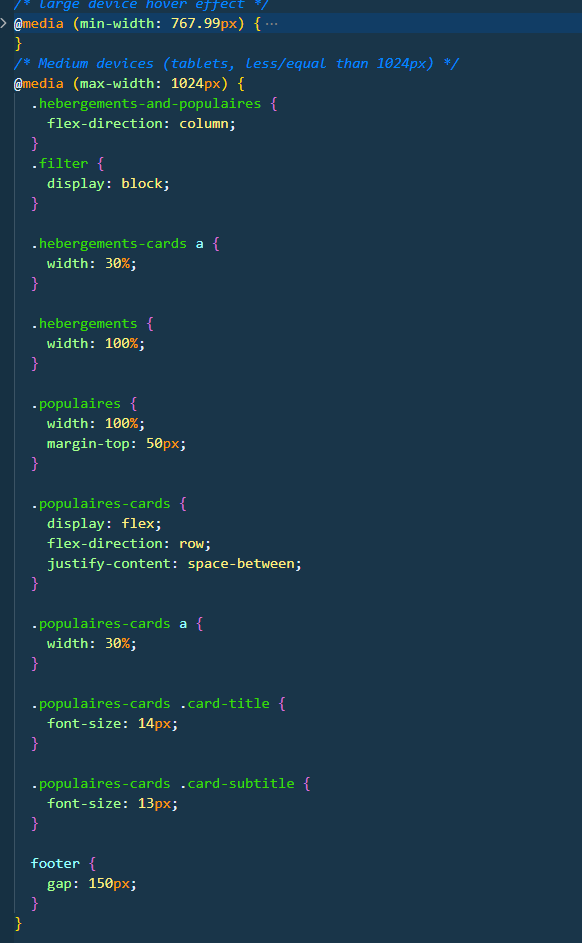 /* large device hover effect */
@media (min-width: 767.99px) { ···
}
/* Medium devices (tablets, less/equal than 1024px) */
@media (max-width: 1024px) {
  .hebergements-and-populaires {
    flex-direction: column;
  }
  .filter {
    display: block;
  }

  .hebergements-cards a {
    width: 30%;
  }

  .hebergements {
    width: 100%;
  }

  .populaires {
    width: 100%;
    margin-top: 50px;
  }

  .populaires-cards {
    display: flex;
    flex-direction: row;
    justify-content: space-between;
  }

  .populaires-cards a {
    width: 30%;
  }

  .populaires-cards .card-title {
    font-size: 14px;
  }

  .populaires-cards .card-subtitle {
    font-size: 13px;
  }

  footer {
    gap: 150px;
  }
}